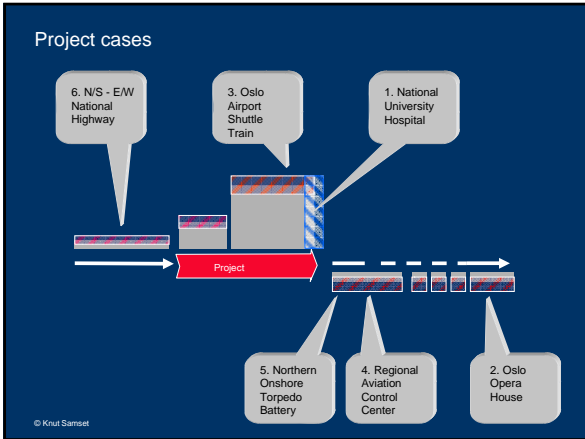 Project cases
6. N/S - E/W
National
Highway
3. Oslo
Airport
Shuttle
Train
1. National
University
Hospital
Project
5. Northern
Onshore
Torpedo
Battery
4. Regional
Aviation
Control
Center
2. Oslo
Opera
House
© Knut Samset